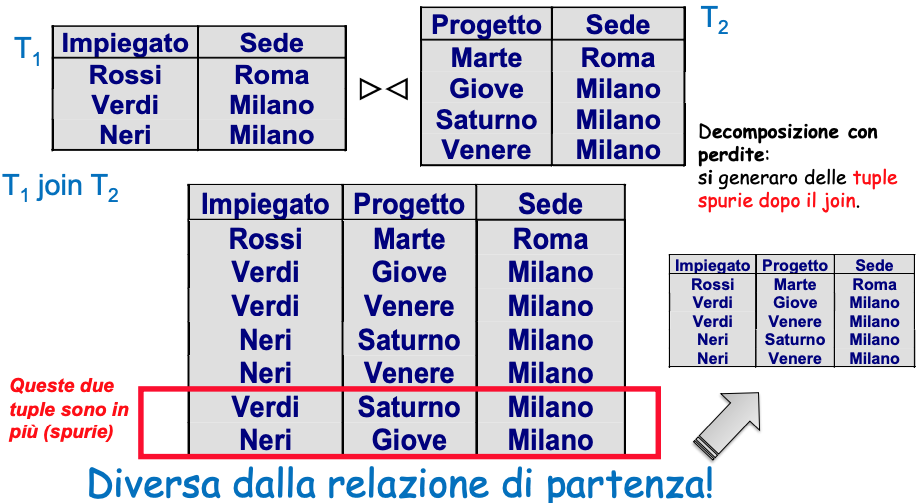 T1
Impiegato Sede
Rossi Roma
Verdi Milano
Neri Milano
Progetto Sede
Marte Roma
Giove Milano
Saturno Milano
Venere Milano
T2
Decomposizione con
perdite:
si generaro delle tuple
spurie dopo il join.
T1 join T2
Impiegato Progetto Sede
Rossi Marte Roma
Verdi Giove Milano
Verdi Venere Milano
Neri Saturno Milano
Neri Venere Milano
Verdi Saturno Milano
Neri Giove Milano
Impiegato Progetto Sede
Rossi Marte Roma
Verdi Giove Milano
Verdi Venere Milano
Neri Saturno Milano
Neri Venere Milano
Queste due
tuple sono in
più (spurie)
Diversa dalla relazione di partenza!